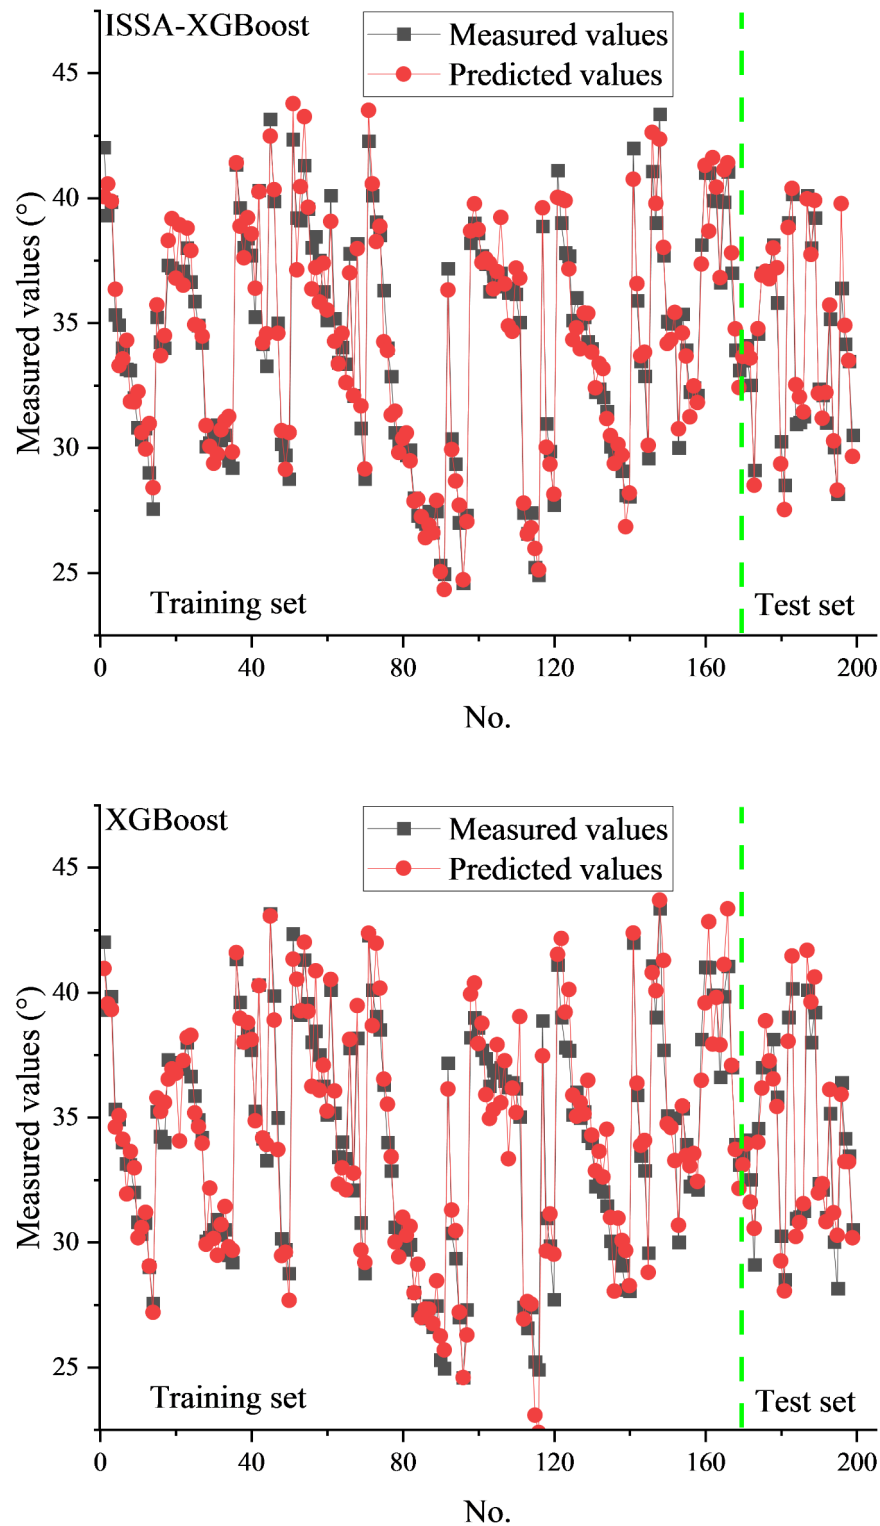 ISSA-XGBoost
Measured values
Predicted values
45
40
35
30
25
Measured values (°)
Training set
Test set
0
40
80
120
160
200
No.
XGBoost
Measured values
Predicted values
45
40
35
30
25
Measured values (°)
Training set
Test set
0
40
80
120
160
200
No.